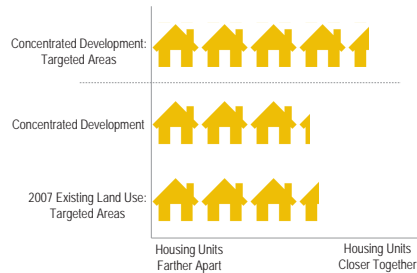 Concentrated Development:
Targeted Areas
Concentrated Development
2007 Existing Land Use:
Targeted Areas
Housing Units
Farther Apart
Housing Units
Closer Together